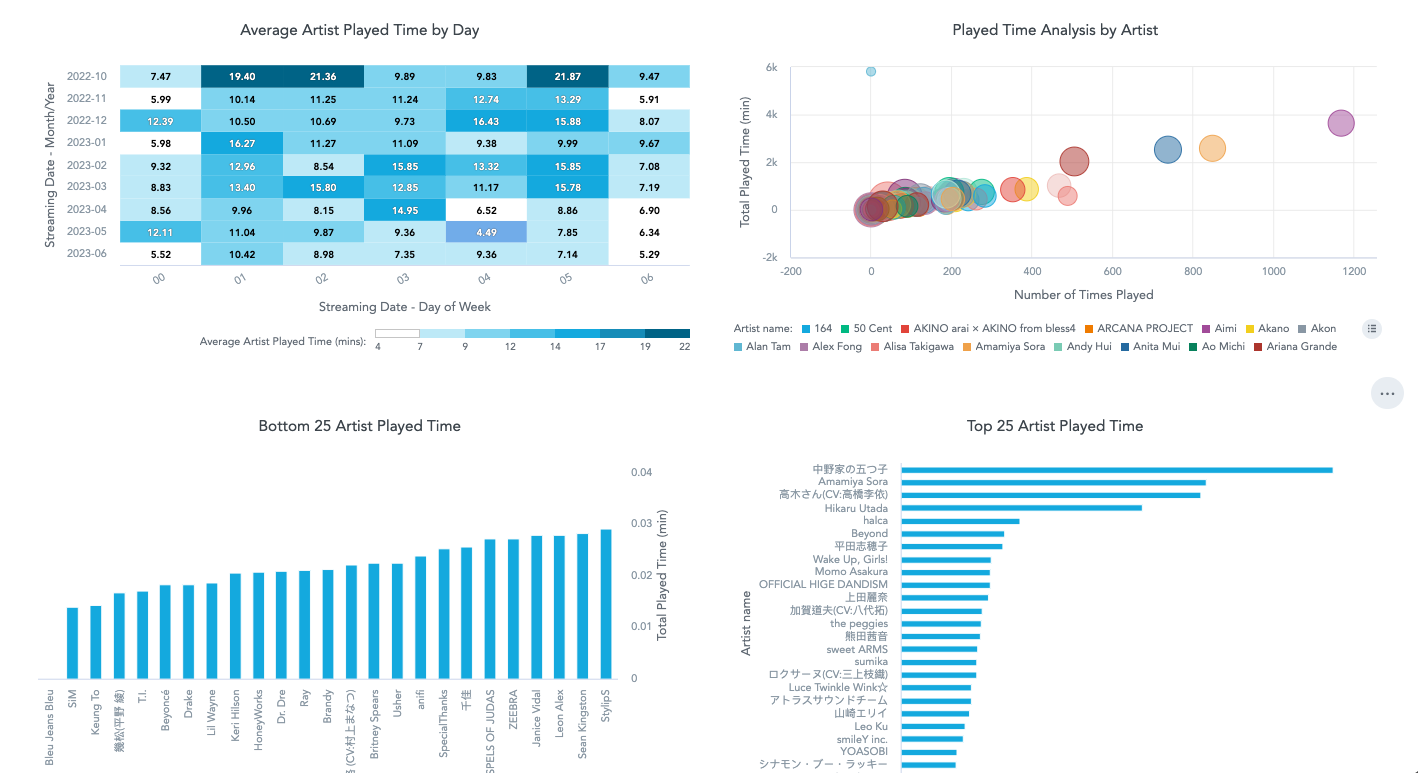 Average Artist Played Time by Day
Streaming Date - Month/Year
2022-10 7.47 19.40 21.36 9.89 9.83 21.87 9.47
2022-11 5.99 10.14 11.25 11.24 12.74 13.29 5.91
2022-12 12.39 10.50 10.69 9.73 16.43 15.88 8.07
2023-01 5.98 16.27 11.27 11.09 9.38 9.99 9.67
2023-02 9.32 12.96 8.54 15.85 13.32 15.85 7.08
2023-03 8.83 13.40 15.80 12.85 11.17 15.78 7.19
2023-04 8.56 9.96 8.15 14.95 6.52 8.86 6.90
2023-05 12.11 11.04 9.87 9.36 4.49 7.85 6.34
2023-06 5.52 10.42 8.98 7.35 9.36 7.14 5.29
00 01 02 03 04 05 06
Streaming Date - Day of Week
Average Artist Played Time (mins):
4 7 9 12 14 17 19 22
Played Time Analysis by Artist
Total Played Time (min)
6k
4k
2k
0
-2k
-200 0 200 400 600 800 1000 1200
Number of Times Played
Artist name: 164 50 Cent AKINO arai × AKINO from bless4 ARCANA PROJECT Aimi Akano Akon
Alan Tam Alex Fong Alisa Takigawa Amamiya Sora Andy Hui Anita Mui Ao Michi Ariana Grande
Bottom 25 Artist Played Time
0.04
0.03
0.02
0.01
0
Total Played Time (min)
Bleu Jeans Bleu
SiM
Keung To
幾松(平野 綾)
T.I.
Beyoncé
Drake
Lil Wayne
Keri Hilson
HoneyWorks
Dr. Dre
Ray
Brandy
(CV:村上まなつ)
Britney Spears
Usher
anifi
SpecialThanks
千佳
SPELS OF JUDAS
ZEEBRA
Janice Vidal
Leon Alex
Sean Kingston
StylipS
Top 25 Artist Played Time
Artist name
中野家の五つ子
Amamiya Sora
高木さん(CV:高橋李依)
Hikaru Utada
halca
Beyond
平田志穂子
Wake Up, Girls!
Momo Asakura
OFFICIAL HIGE DANDISM
上田麗奈
加賀道夫(CV:八代拓)
the peggies
熊田茜音
sweet ARMS
sumika
ロクサーヌ(CV:三上枝織)
Luce Twinkle Wink☆
アトラスサウンドチーム
山崎エリイ
Leo Ku
smileY inc.
YOASOBI
シナモン・ブー・ラッキー